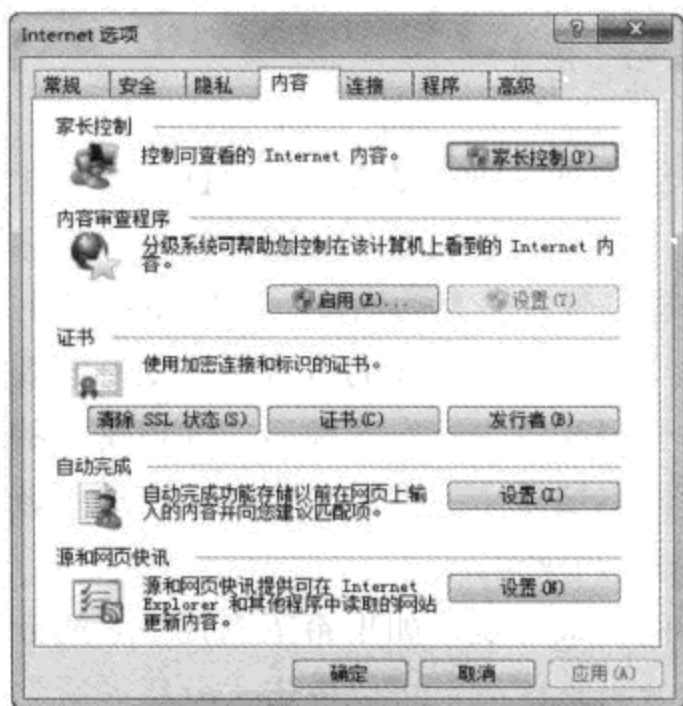 Internet 选项
常规 安全 隐私 内容 连接 程序 高级
家长控制
控制可查看的 Internet 内容。 家长控制(P)
内容审查程序
分级系统可帮助您控制在该计算机上看到的 Internet 内
容。
启用(E)... 设置(T)
证书
使用加密连接和标识的证书。
清除 SSL 状态(S) 证书(C) 发行者(B)
自动完成
自动完成功能存储以前在网页上输
入的内容并向您建议匹配项。
设置(I)
源和网页快讯
源和网页快讯提供可在 Internet
Explorer 和其他程序中读取的网站
更新内容。
设置(N)
确定 取消 应用(A)